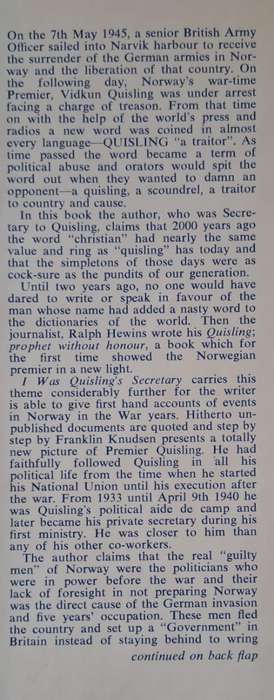 On the 7th May 1945, a senior British Army
Officer sailed into Narvik harbour to receive
the surrender of the German armies in Nor-
way and the liberation of that country. On
the following day, Norway's war-time
Premier, Vidkun Quisling was under arrest
facing a charge of treason. From that time
on with the help of the world's press and
radios a new word was coined in almost
every language—QUISLING "a traitor". As
time passed the word became a term of
political abuse and orators would spit the
word out when they wanted to damn an
opponent—a quisling, a scoundrel, a traitor
to country and cause.
In this book the author, who was Secre-
tary to Quisling, claims that 2000 years ago
the word "christian" had nearly the same
value and ring as "quisling" has today and
that the simpletons of those days were as
cock-sure as the pundits of our generation.
Until two years ago, no one would have
dared to write or speak in favour of the
man whose name had added a nasty word to
the dictionaries of the world. Then the
journalist, Ralph Hewins wrote his Quisling;
prophet without honour, a book which for
the first time showed the Norwegian
premier in a new light.
I Was Quisling's Secretary carries this
theme considerably further for the writer
is able to give first hand accounts of events
in Norway in the War years. Hitherto un-
published documents are quoted and step by
step by Franklin Knudsen presents a totally
new picture of Premier Quisling. He had
faithfully followed Quisling in all his
political life from the time when he started
his National Union until his execution after
the war. From 1933 until April 9th 1940 he
was Quisling's political aide de camp and
later became his private secretary during his
first ministry. He was closer to him than
any of his other co-workers.
The author claims that the real "guilty
men" of Norway were the politicians who
were in power before the war and their
lack of foresight in not preparing Norway
was the direct cause of the German invasion
and five years' occupation. These men fled
the country and set up a "Government" in
Britain instead of staying behind to wring
continued on back flap